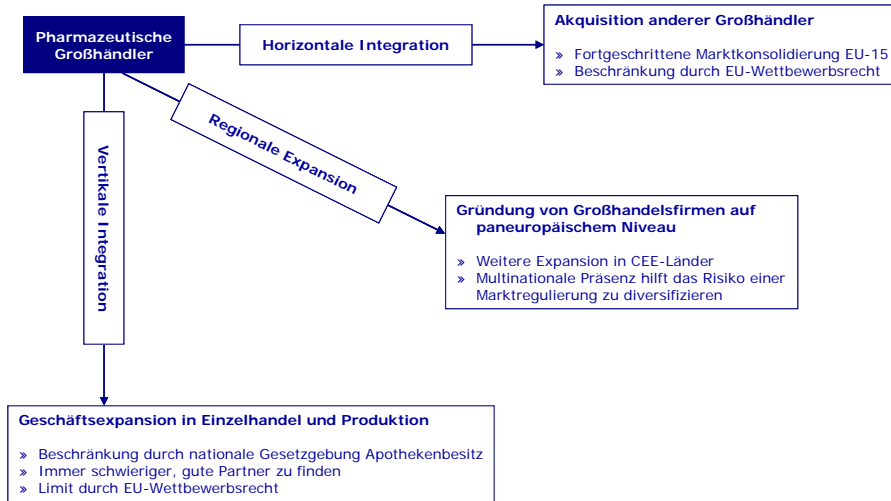 Pharmazeutische
Großhändler
Horizontale Integration
Akquisition anderer Großhändler
» Fortgeschrittene Marktkonsolidierung EU-15
» Beschränkung durch EU-Wettbewerbsrecht
Regionale Expansion
Gründung von Großhandelsfirmen auf
paneuropäischem Niveau
» Weitere Expansion in CEE-Länder
» Multinationale Präsenz hilft das Risiko einer
Marktregulierung zu diversifizieren
Vertikale Integration
Geschäftsexpansion in Einzelhandel und Produktion
» Beschränkung durch nationale Gesetzgebung Apothekenbesitz
» Immer schwieriger, gute Partner zu finden
» Limit durch EU-Wettbewerbsrecht